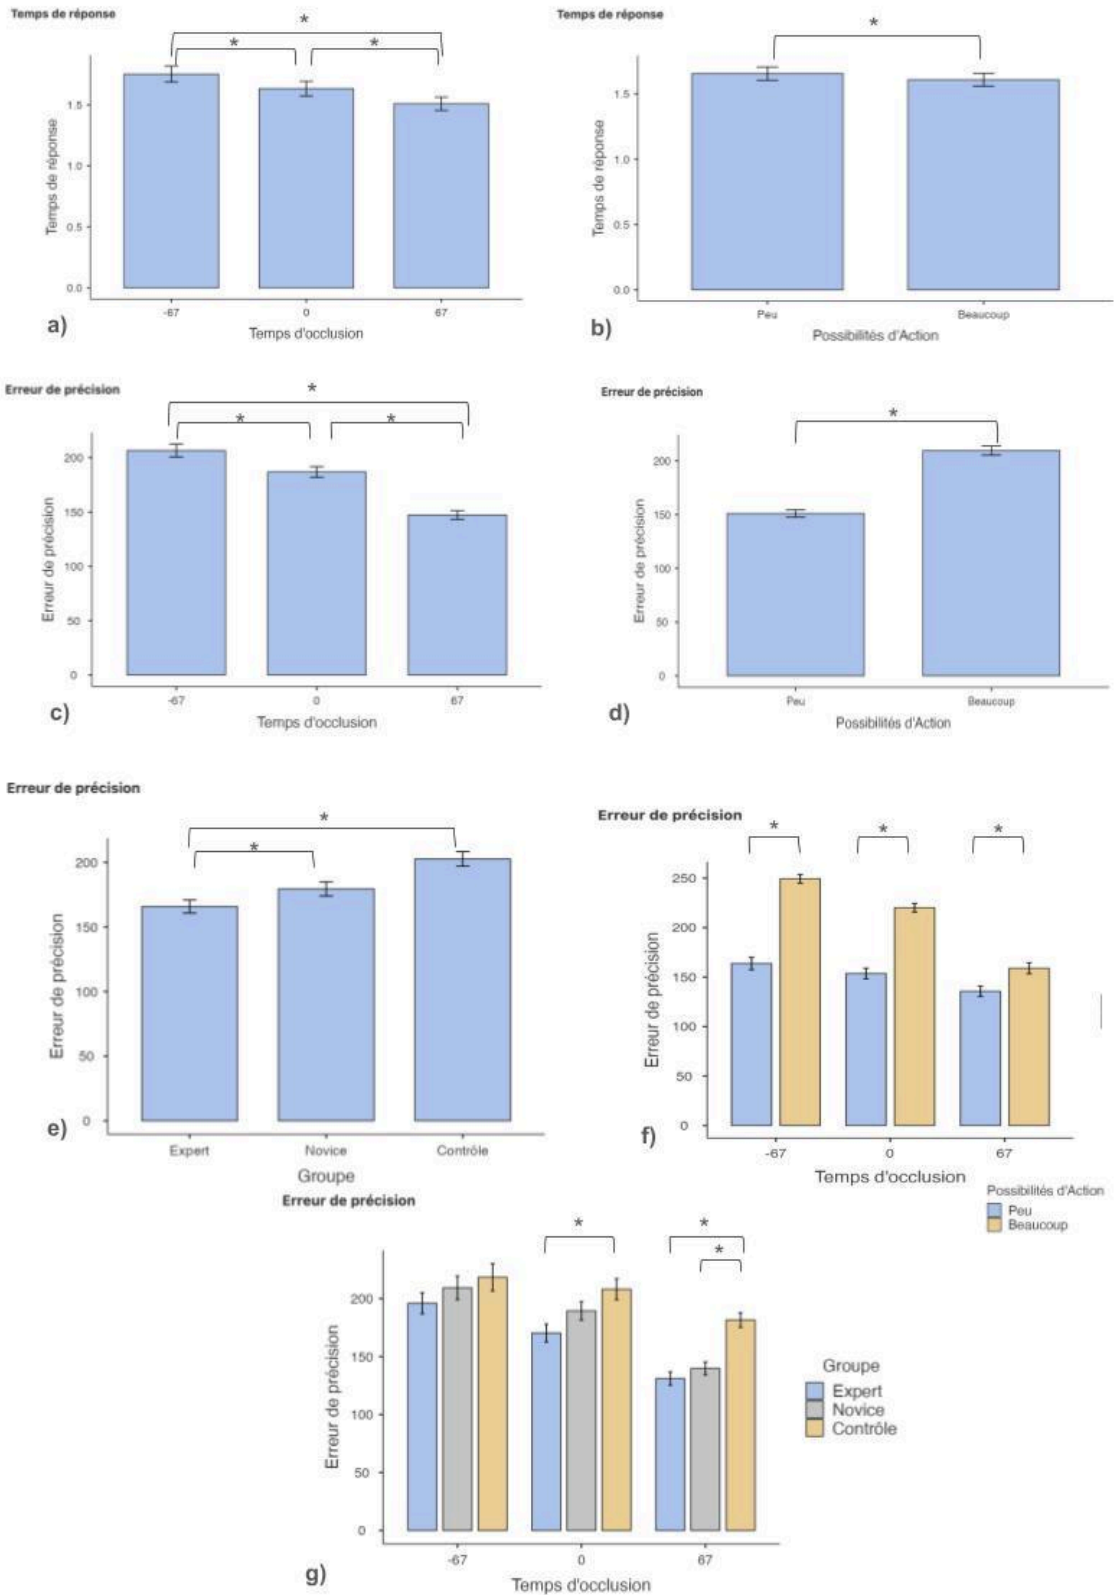 Temps de réponse
*
*
*
Temps de réponse
1.5
1.0
0.5
0.0
-67
0
67
Temps d'occlusion
a)
Temps de réponse
*
Temps de réponse
1.5
1.0
0.5
0.0
Peu
Beaucoup
Possibilités d'Action
b)
Erreur de précision
*
*
*
Erreur de précision
200
150
100
50
0
-67
0
67
Temps d'occlusion
c)
Erreur de précision
*
Erreur de précision
200
150
100
50
0
Peu
Beaucoup
Possibilités d'Action
d)
Erreur de précision
*
*
Erreur de précision
200
150
100
50
0
Expert
Novice
Contrôle
Groupe
e)
Erreur de précision
*
*
*
Erreur de précision
250
200
150
100
50
0
-67
0
67
Temps d'occlusion
f)
Possibilités d'Action
Peu
Beaucoup
Erreur de précision
*
*
*
Erreur de précision
200
150
100
50
0
-67
0
67
Temps d'occlusion
g)
Groupe
Expert
Novice
Contrôle